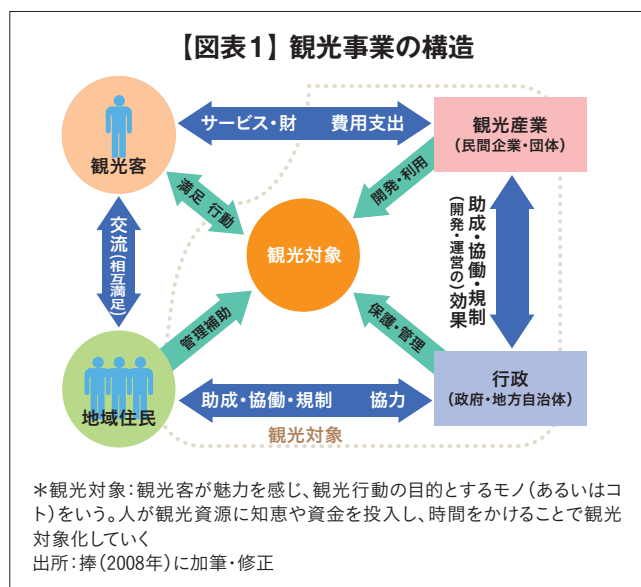 【図表1】観光事業の構造
サービス・財 費用支出
観光客
観光産業
(民間企業・団体)
満足 行動
開発・利用
交流(相互満足)
観光対象
助成・協働・規制
(開発・運営の)効果
管理補助
保護・管理
地域住民
助成・協働・規制 協力
行政
(政府・地方自治体)
観光対象
＊観光対象:観光客が魅力を感じ、観光行動の目的とするモノ(あるいはコ
ト)をいう。人が観光資源に知恵や資金を投入し、時間をかけることで観光
対象化していく
出所:捧(2008年)に加筆・修正